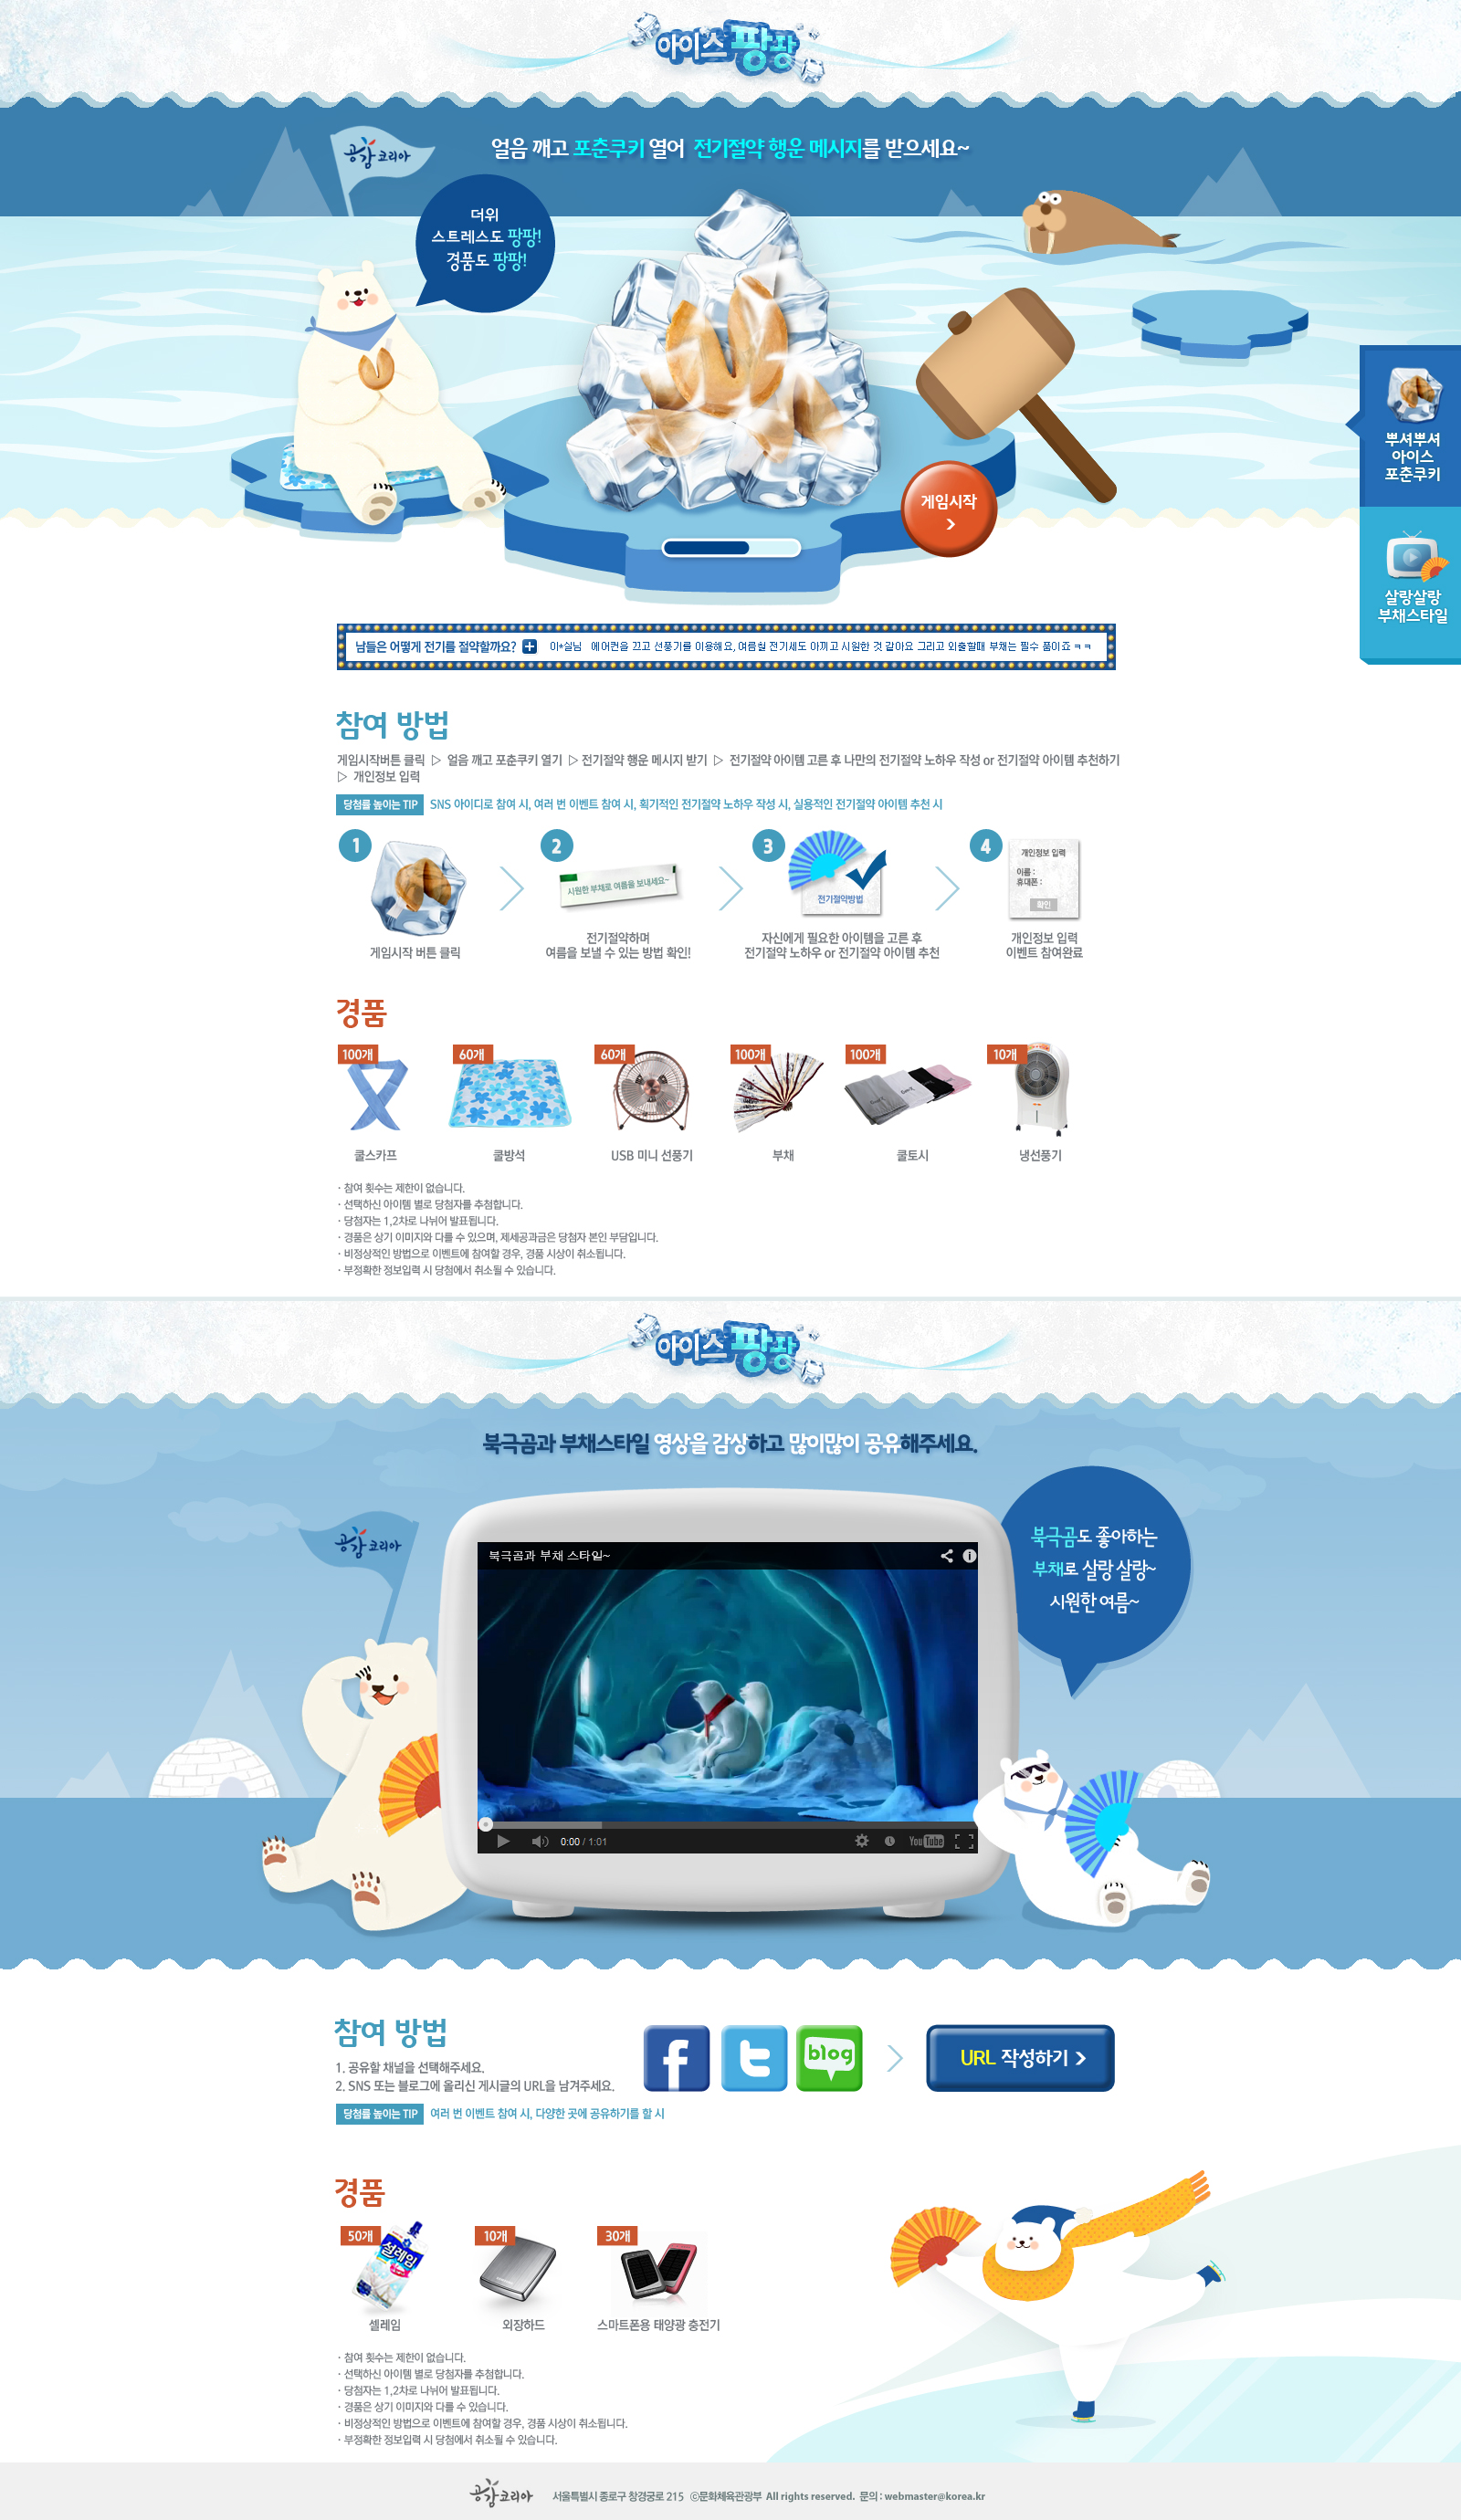 아이스 팡팡
얼음 깨고 포춘쿠키 열어 전기절약 행운 메시지를 받으세요~
공감코리아
더위
스트레스도 팡팡!
경품도 팡팡!
게임시작
뿌셔뿌셔
아이스
포춘쿠키
살랑살랑
부채스타일
남들은 어떻게 전기를 절약할까요? 이*실님 에어컨을 끄고 선풍기를 이용해요, 여름철 전기세도 아끼고 시원한 것 같아요 그리고 외출할때 부채는 필수 품이죠 ㅋㅋ
참여 방법
게임시작버튼 클릭 ▷ 얼음 깨고 포춘쿠키 열기 ▷ 전기절약 행운 메시지 받기 ▷ 전기절약 아이템 고른 후 나만의 전기절약 노하우 작성 or 전기절약 아이템 추천하기
▷ 개인정보 입력
당첨률 높이는 TIP SNS 아이디로 참여 시, 여러 번 이벤트 참여 시, 획기적인 전기절약 노하우 작성 시, 실용적인 전기절약 아이템 추천 시
1
2
3
4
시원한 부채로 여름을 보내세요~
전기절약방법
개인정보 입력
이름 :
휴대폰 :
확인
게임시작 버튼 클릭
전기절약하며
여름을 보낼 수 있는 방법 확인!
자신에게 필요한 아이템을 고른 후
전기절약 노하우 or 전기절약 아이템 추천
개인정보 입력
이벤트 참여완료
경품
100개
60개
60개
100개
100개
10개
쿨스카프
쿨방석
USB 미니 선풍기
부채
쿨토시
냉선풍기
· 참여 횟수는 제한이 없습니다.
· 선택하신 아이템 별로 당첨자를 추첨합니다.
· 당첨자는 1,2차로 나뉘어 발표됩니다.
· 경품은 상기 이미지와 다를 수 있으며, 제세공과금은 당첨자 본인 부담입니다.
· 비정상적인 방법으로 이벤트에 참여할 경우, 경품 시상이 취소됩니다.
· 부정확한 정보입력 시 당첨에서 취소될 수 있습니다.
아이스 팡팡
북극곰과 부채스타일 영상을 감상하고 많이많이 공유해주세요.
공감코리아
북극곰도 좋아하는
부채로 살랑 살랑~
시원한 여름~
북극곰과 부채 스타일~
0:00 / 1:01
YouTube
참여 방법
1. 공유할 채널을 선택해주세요.
2. SNS 또는 블로그에 올리신 게시글의 URL을 남겨주세요.
당첨률 높이는 TIP 여러 번 이벤트 참여 시, 다양한 곳에 공유하기를 할 시
f
t
blog
URL 작성하기
경품
50개
10개
30개
설레임
셀레임
외장하드
스마트폰용 태양광 충전기
· 참여 횟수는 제한이 없습니다.
· 선택하신 아이템 별로 당첨자를 추첨합니다.
· 당첨자는 1,2차로 나뉘어 발표됩니다.
· 경품은 상기 이미지와 다를 수 있습니다.
· 비정상적인 방법으로 이벤트에 참여할 경우, 경품 시상이 취소됩니다.
· 부정확한 정보입력 시 당첨에서 취소될 수 있습니다.
공감코리아 서울특별시 종로구 창경궁로 215 ⓒ문화체육관광부 All rights reserved. 문의 : webmaster@korea.kr